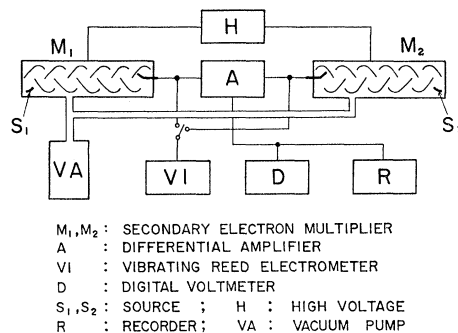 H
M₁
M₂
A
S₁
S
VA
VI
D
R
M₁,M₂: SECONDARY ELECTRON MULTIPLIER
A : DIFFERENTIAL AMPLIFIER
VI : VIBRATING REED ELECTROMETER
D : DIGITAL VOLTMETER
S₁,S₂: SOURCE ; H : HIGH VOLTAGE
R : RECORDER; VA : VACUUM PUMP